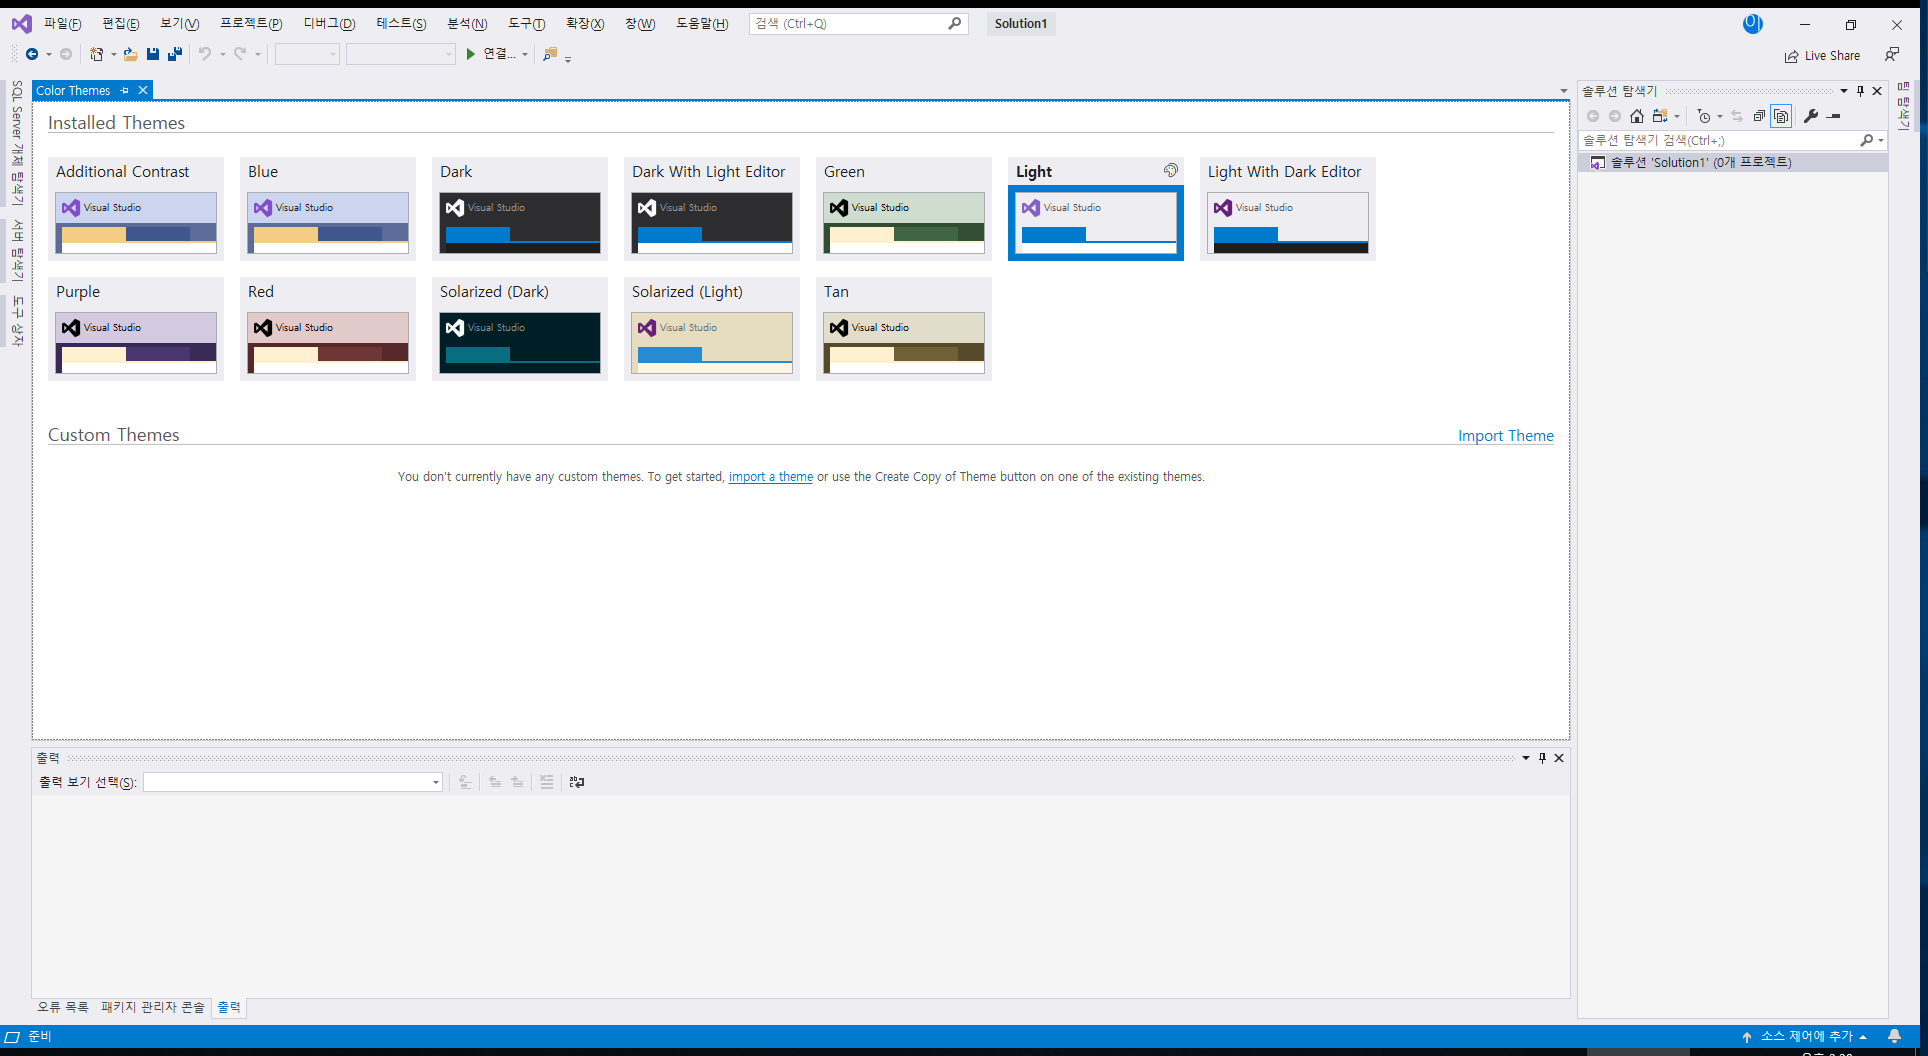 파일(F) 편집(E) 보기(V) 프로젝트(P) 디버그(D) 테스트(S) 분석(N) 도구(T) 확장(X) 창(W) 도움말(H) 검색 (Ctrl+Q) Solution1
연결... Live Share
SQL Server 개체 탐색기
서버 탐색기
도구 상자
Color Themes
Installed Themes
Additional Contrast Blue Dark Dark With Light Editor Green Light Light With Dark Editor
Visual Studio Visual Studio Visual Studio Visual Studio Visual Studio Visual Studio Visual Studio
Purple Red Solarized (Dark) Solarized (Light) Tan
Visual Studio Visual Studio Visual Studio Visual Studio Visual Studio
Custom Themes Import Theme
You don't currently have any custom themes. To get started, import a theme or use the Create Copy of Theme button on one of the existing themes.
솔루션 탐색기
솔루션 탐색기 검색(Ctrl+;)
솔루션 'Solution1' (0개 프로젝트)
팀 탐색기
출력
출력 보기 선택(S):
오류 목록 패키지 관리자 콘솔 출력
준비 소스 제어에 추가